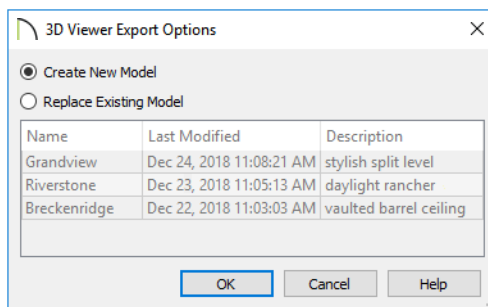 3D Viewer Export Options
Create New Model
Replace Existing Model
Name Last Modified Description
Grandview Dec 24, 2018 11:08:21 AM stylish split level
Riverstone Dec 23, 2018 11:05:13 AM daylight rancher
Breckenridge Dec 22, 2018 11:03:03 AM vaulted barrel ceiling
OK Cancel Help